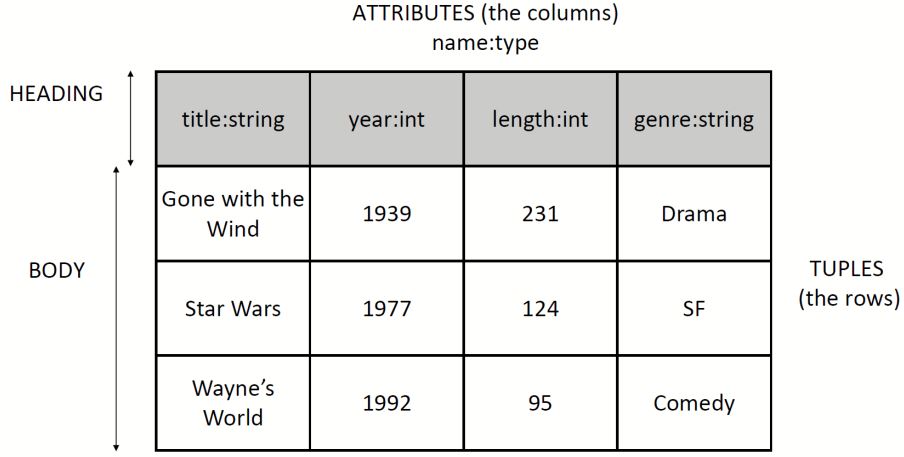 ATTRIBUTES (the columns)
name:type
HEADING
title:string
year:int
length:int
genre:string
Gone with the
Wind
1939
231
Drama
BODY
TUPLES
(the rows)
Star Wars
1977
124
SF
Wayne’s
World
1992
95
Comedy